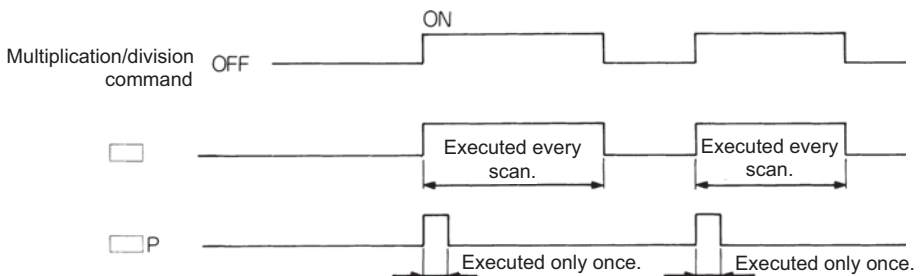 ON
Multiplication/division
command
OFF
Executed every
scan.
Executed every
scan.
P
Executed only once.
Executed only once.